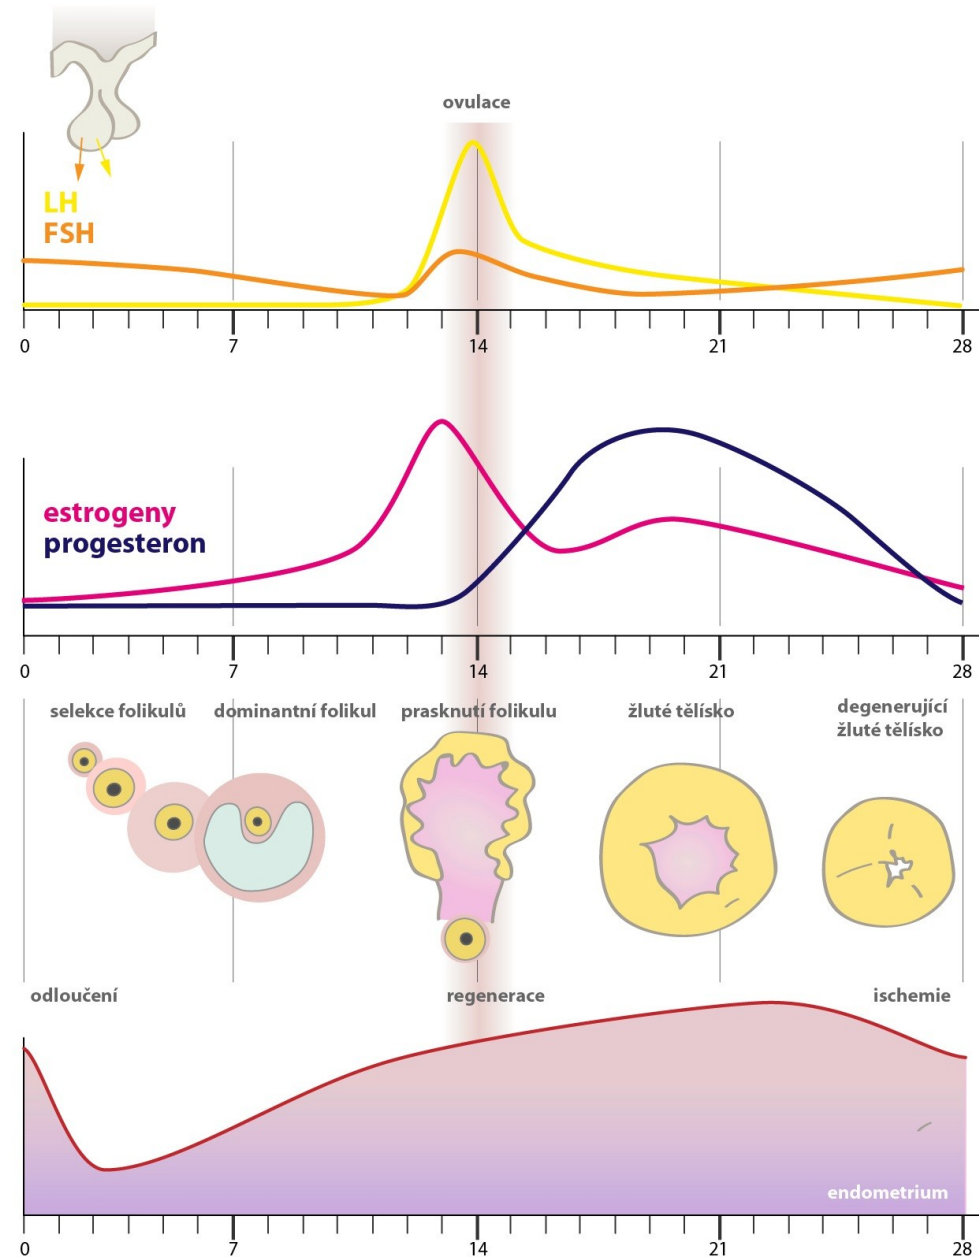 ovulace
LH
FSH
0 7 14 21 28
estrogeny
progesteron
0 7 14 21 28
selekce folikulů dominantní folikul prasknutí folikulu žluté tělísko degenerující
žluté tělísko
odloučení regenerace ischemie
endometrium
0 7 14 21 28